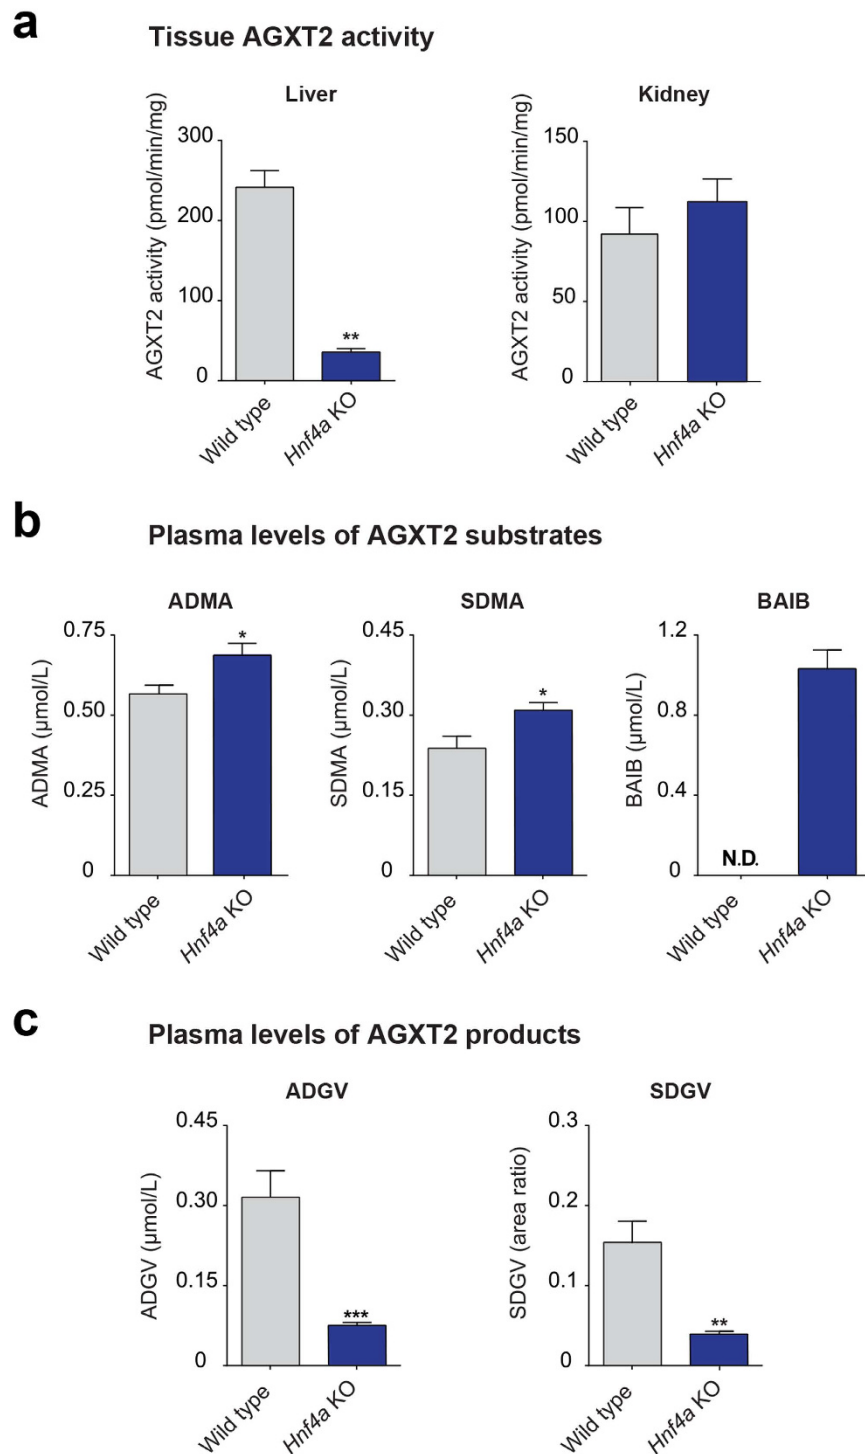 a
Tissue AGXT2 activity
Liver
AGXT2 activity (pmol/min/mg)
300
200
100
0
**
Wild type
Hnf4a KO
Kidney
AGXT2 activity (pmol/min/mg)
150
100
50
0
Wild type
Hnf4a KO
b
Plasma levels of AGXT2 substrates
ADMA
ADMA (μmol/L)
0.75
0.50
0.25
0
*
Wild type
Hnf4a KO
SDMA
SDMA (μmol/L)
0.45
0.30
0.15
0
*
Wild type
Hnf4a KO
BAIB
BAIB (μmol/L)
1.2
0.8
0.4
0
N.D.
Wild type
Hnf4a KO
c
Plasma levels of AGXT2 products
ADGV
ADGV (μmol/L)
0.45
0.30
0.15
0
***
Wild type
Hnf4a KO
SDGV
SDGV (area ratio)
0.3
0.2
0.1
0
**
Wild type
Hnf4a KO